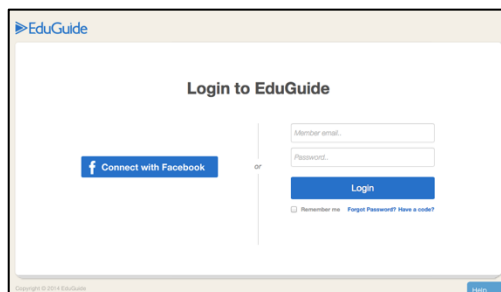 EduGuide
Login to EduGuide
Connect with Facebook
or
Member email..
Password..
Login
Remember me Forgot Password? Have a code?
Copyright © 2014 EduGuide
Help